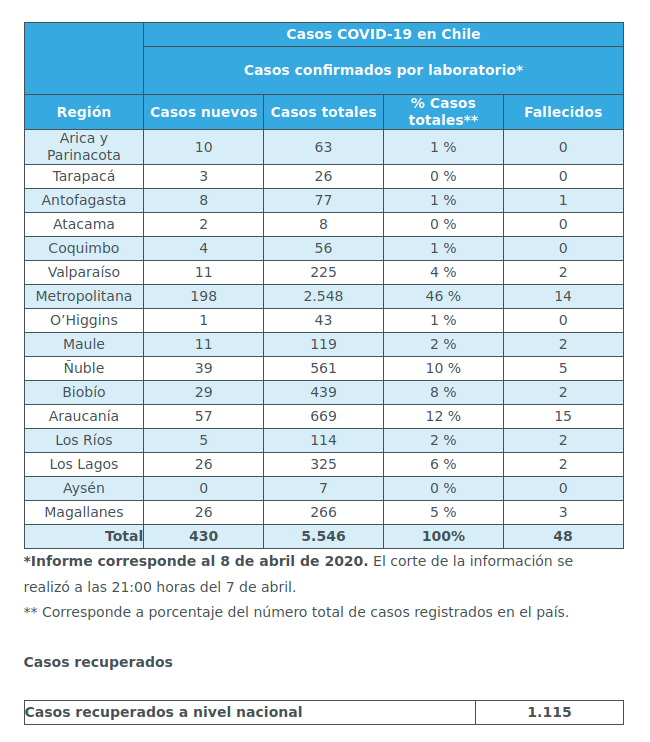 Casos COVID-19 en Chile
Casos confirmados por laboratorio*
Región Casos nuevos Casos totales % Casos totales** Fallecidos
Arica y Parinacota 10 63 1 % 0
Tarapacá 3 26 0 % 0
Antofagasta 8 77 1 % 1
Atacama 2 8 0 % 0
Coquimbo 4 56 1 % 0
Valparaíso 11 225 4 % 2
Metropolitana 198 2.548 46 % 14
O’Higgins 1 43 1 % 0
Maule 11 119 2 % 2
Ñuble 39 561 10 % 5
Biobío 29 439 8 % 2
Araucanía 57 669 12 % 15
Los Ríos 5 114 2 % 2
Los Lagos 26 325 6 % 2
Aysén 0 7 0 % 0
Magallanes 26 266 5 % 3
Total 430 5.546 100% 48
*Informe corresponde al 8 de abril de 2020. El corte de la información se
realizó a las 21:00 horas del 7 de abril.
** Corresponde a porcentaje del número total de casos registrados en el país.
Casos recuperados
Casos recuperados a nivel nacional 1.115